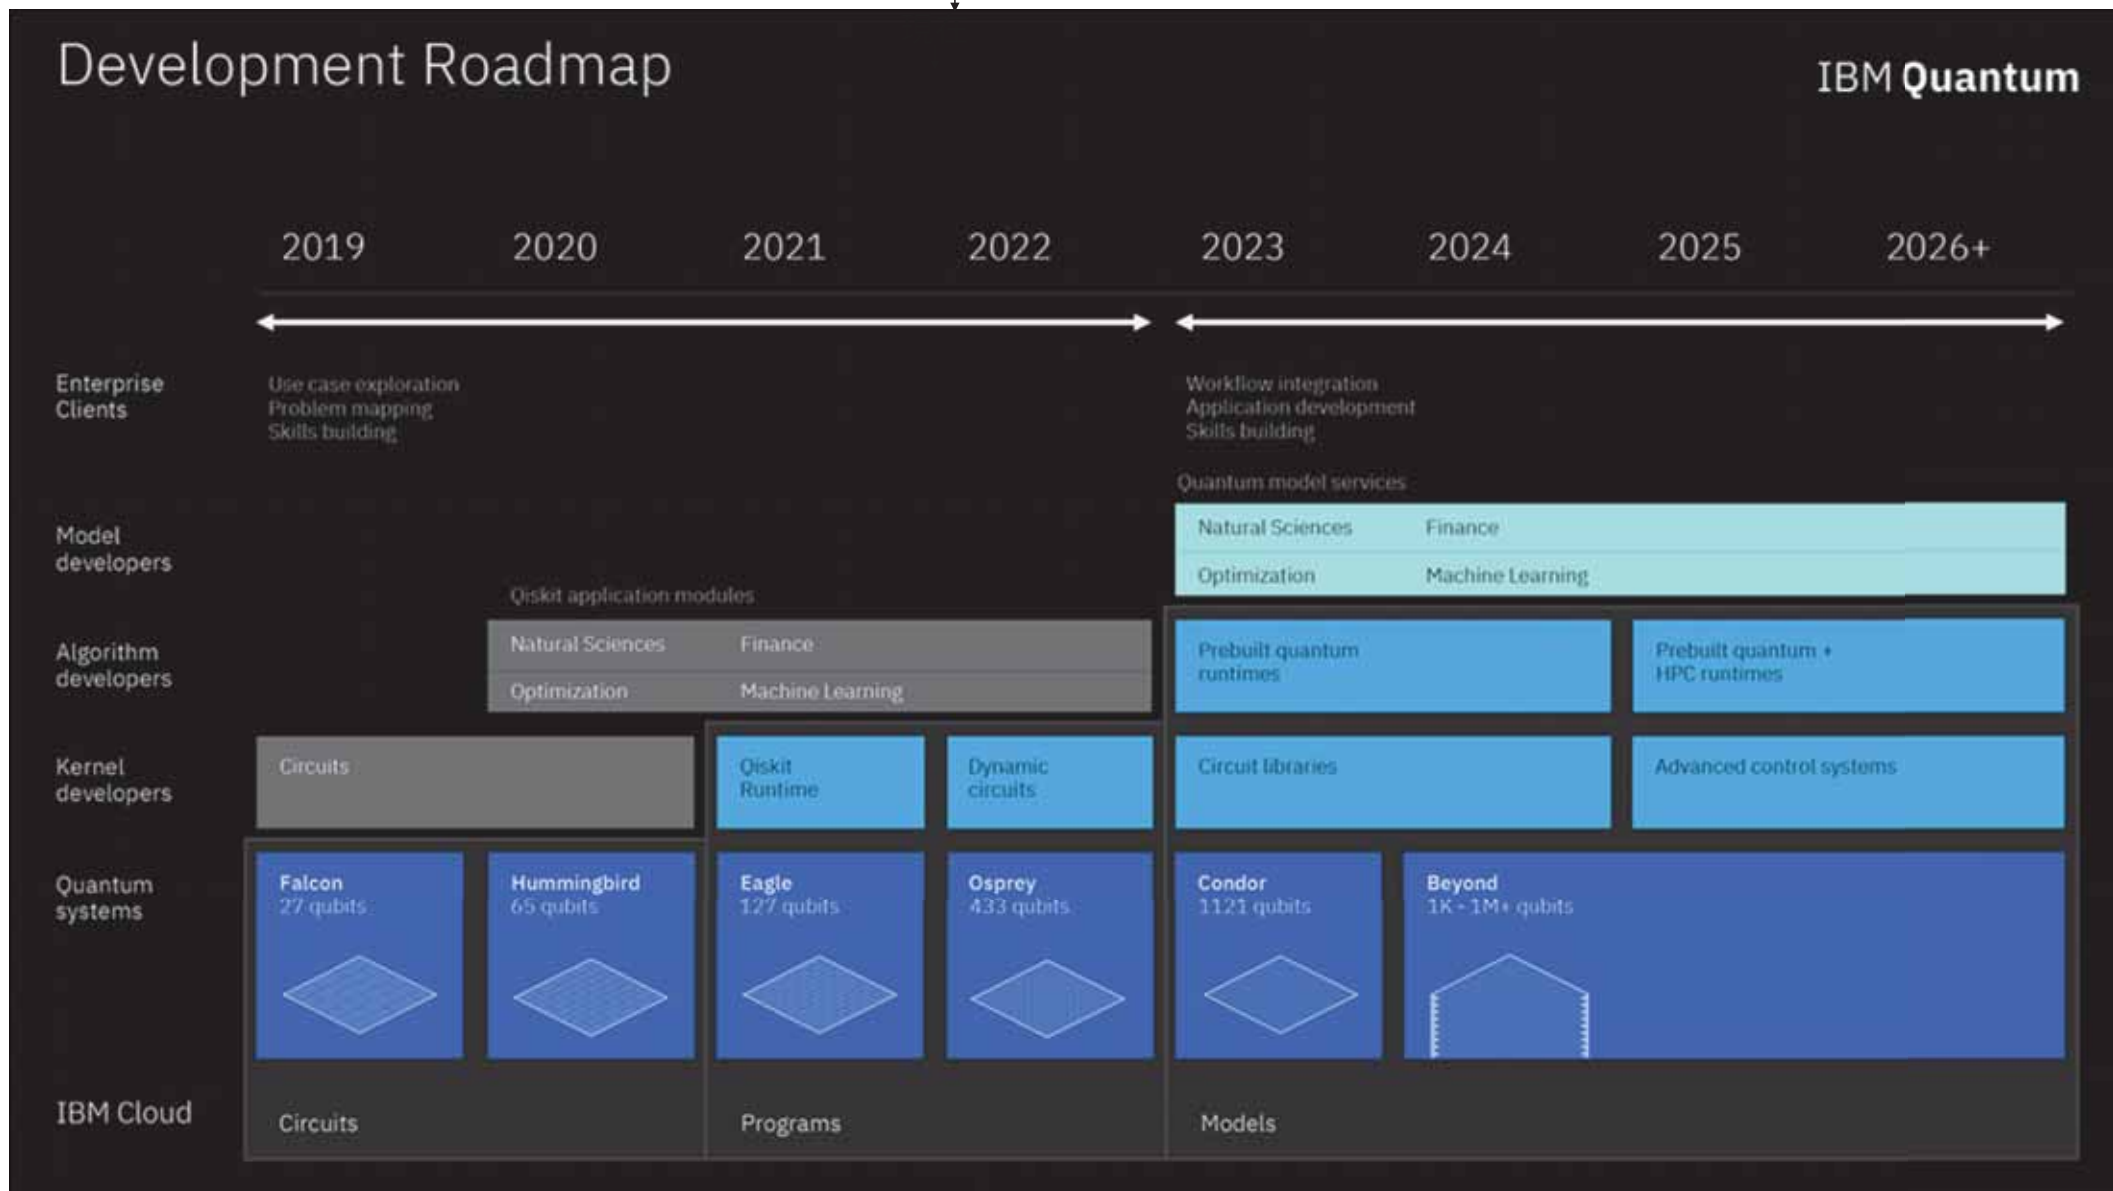 Development Roadmap
IBM Quantum
2019 2020 2021 2022 2023 2024 2025 2026+
Enterprise
Clients
Use case exploration
Problem mapping
Skills building
Workflow integration
Application development
Skills building
Model
developers
Quantum model services
Natural Sciences Finance
Optimization Machine Learning
Algorithm
developers
Qiskit application modules
Natural Sciences Finance
Optimization Machine Learning
Prebuilt quantum
runtimes
Prebuilt quantum +
HPC runtimes
Kernel
developers
Circuits
Qiskit
Runtime
Dynamic
circuits
Circuit libraries
Advanced control systems
Quantum
systems
Falcon
27 qubits
Hummingbird
65 qubits
Eagle
127 qubits
Osprey
433 qubits
Condor
1121 qubits
Beyond
1K - 1M+ qubits
IBM Cloud
Circuits
Programs
Models